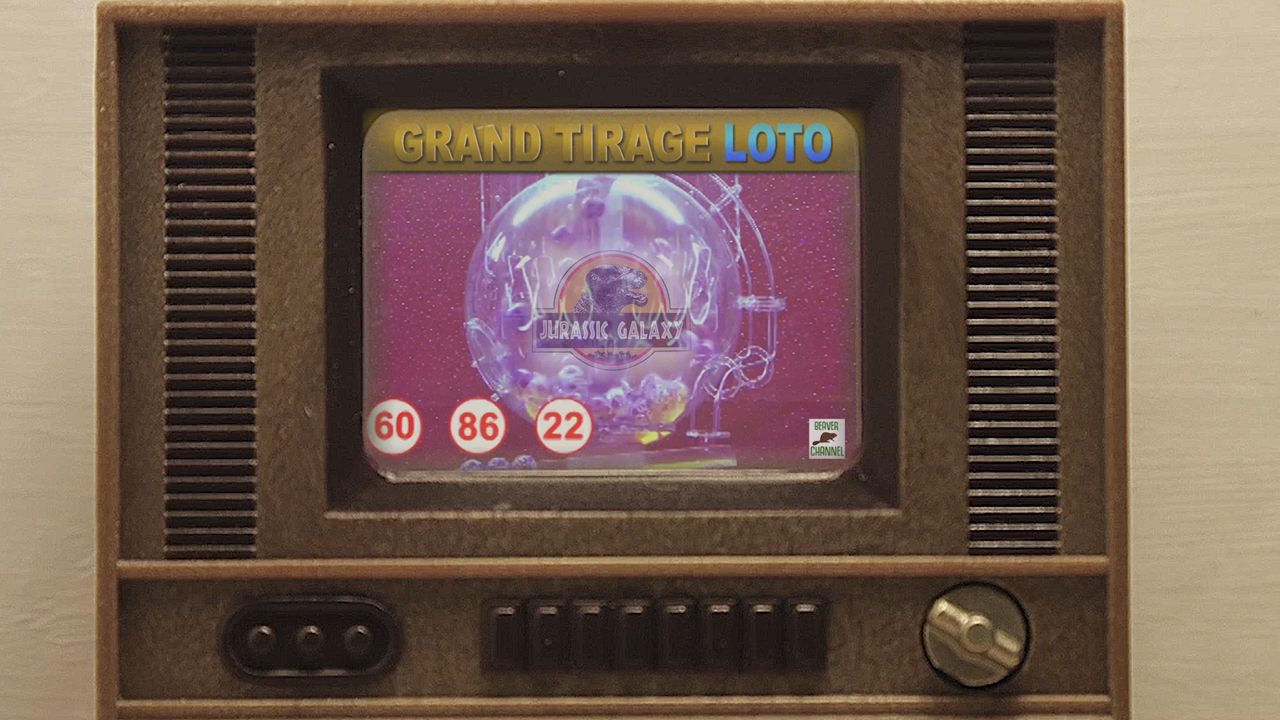 GRAND TIRAGE LOTO
JURASSIC GALAXY
60 86 22
BEAVER
CHANNEL